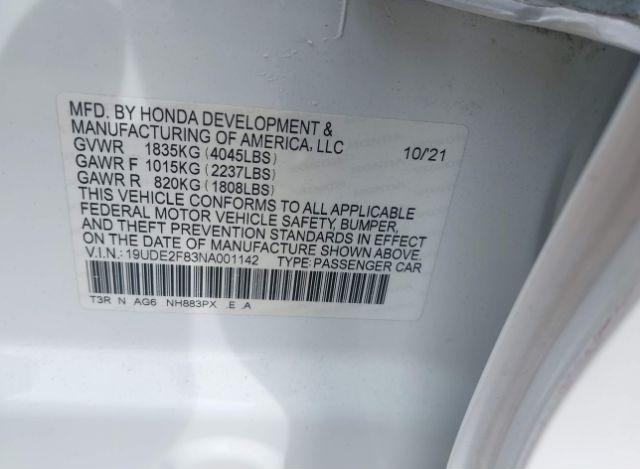 MFD. BY HONDA DEVELOPMENT &
MANUFACTURING OF AMERICA, LLC 10/21
GVWR 1835KG (4045LBS)
GAWR F 1015KG (2237LBS)
GAWR R 820KG (1808LBS)
THIS VEHICLE CONFORMS TO ALL APPLICABLE
FEDERAL MOTOR VEHICLE SAFETY, BUMPER,
AND THEFT PREVENTION STANDARDS IN EFFECT
ON THE DATE OF MANUFACTURE SHOWN ABOVE.
V.I.N.: 19UDE2F83NA001142 TYPE: PASSENGER CAR
T3R N AG6 NH883PX E A